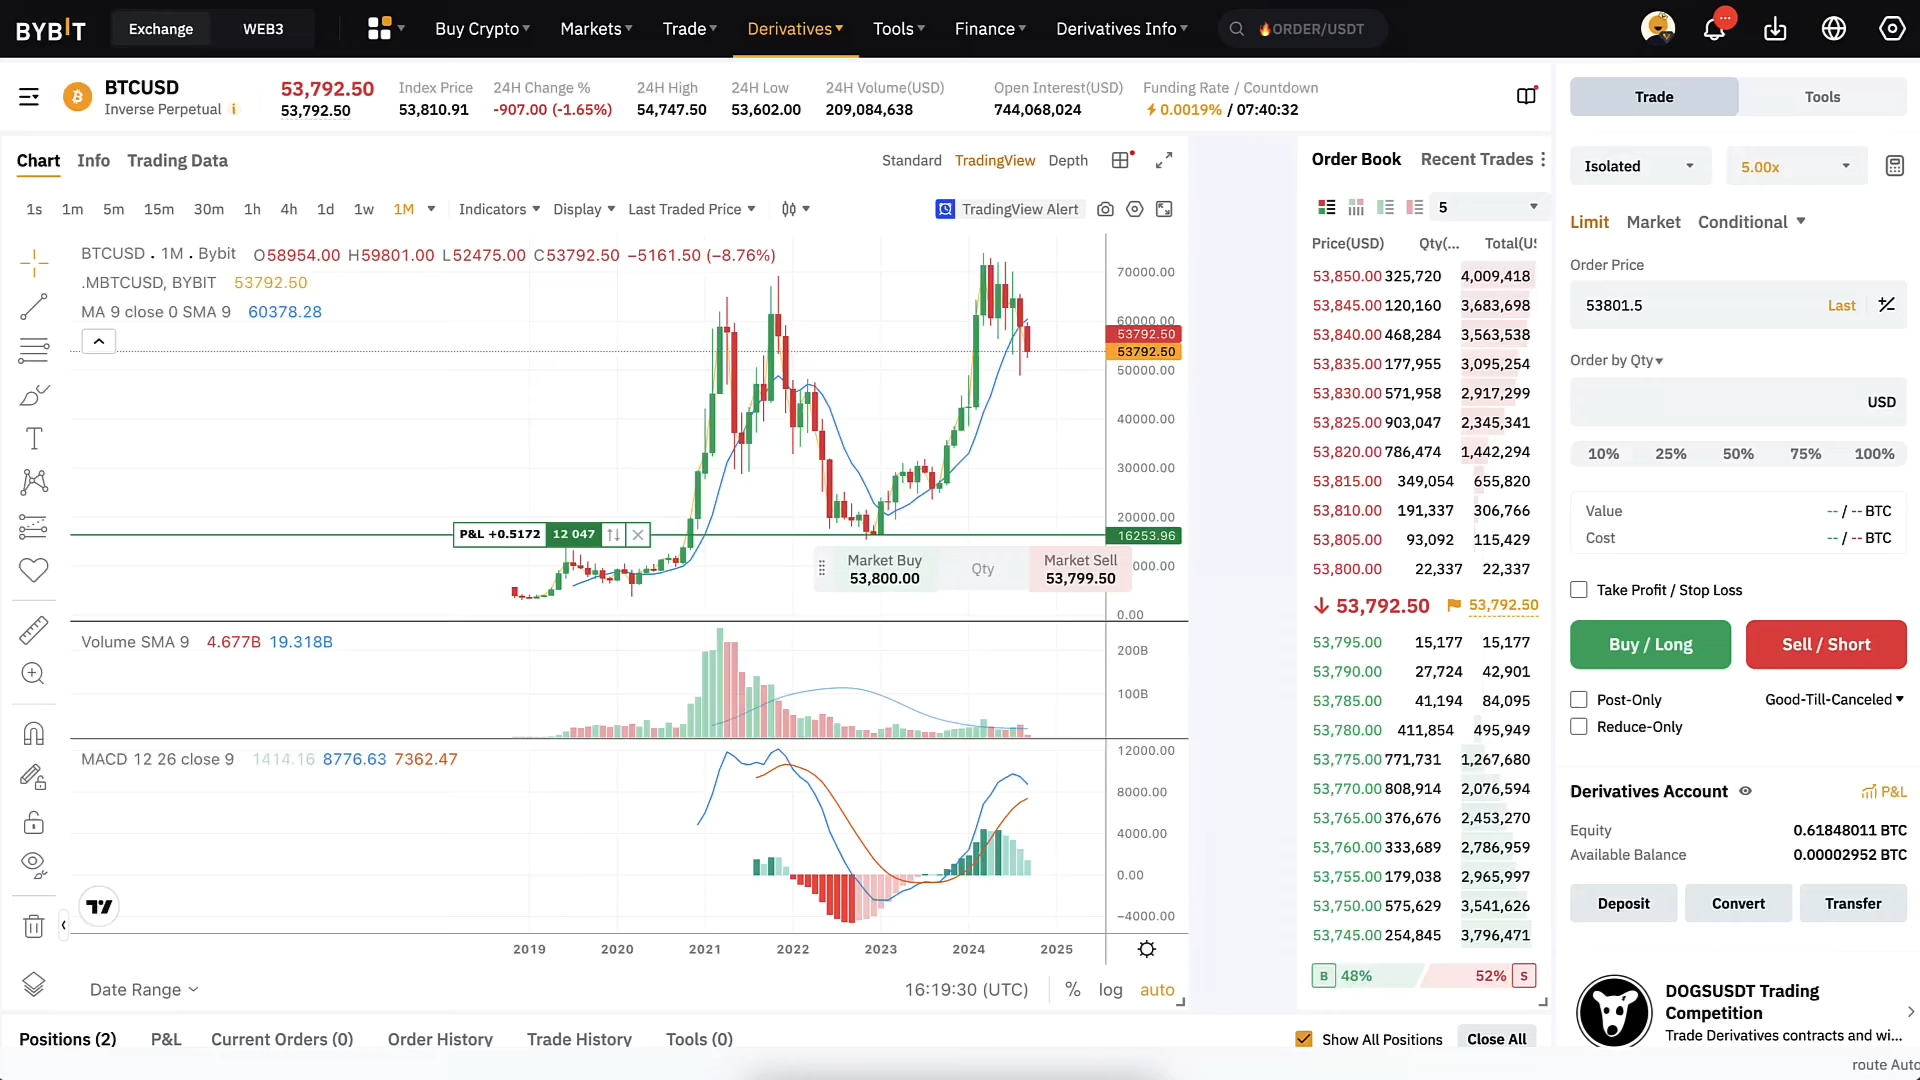 BYBIT Exchange WEB3 Buy Crypto Markets Trade Derivatives Tools Finance Derivatives Info 🔥ORDER/USDT
BTCUSD
Inverse Perpetual
53,792.50
53,792.50
Index Price
53,810.91
24H Change %
-907.00 (-1.65%)
24H High
54,747.50
24H Low
53,602.00
24H Volume(USD)
209,084,638
Open Interest(USD)
744,068,024
Funding Rate / Countdown
0.0019% / 07:40:32
Chart Info Trading Data
Standard TradingView Depth
1s 1m 5m 15m 30m 1h 4h 1d 1w 1M Indicators Display Last Traded Price
TradingView Alert
BTCUSD . 1M . Bybit O58954.00 H59801.00 L52475.00 C53792.50 −5161.50 (−8.76%)
.MBTCUSD, BYBIT 53792.50
MA 9 close 0 SMA 9 60378.28
70000.00
60000.00
53792.50
53792.50
50000.00
40000.00
30000.00
20000.00
16253.96
0.00
P&L +0.5172 12 047
Market Buy
53,800.00
Qty
Market Sell
53,799.50
Volume SMA 9 4.677B 19.318B
200B
100B
MACD 12 26 close 9 1414.16 8776.63 7362.47
12000.00
8000.00
4000.00
0.00
−4000.00
2019 2020 2021 2022 2023 2024 2025
Date Range
16:19:30 (UTC) % log auto
Order Book Recent Trades
5
Price(USD) Qty(... Total(US
53,850.00 325,720 4,009,418
53,845.00 120,160 3,683,698
53,840.00 468,284 3,563,538
53,835.00 177,955 3,095,254
53,830.00 571,958 2,917,299
53,825.00 903,047 2,345,341
53,820.00 786,474 1,442,294
53,815.00 349,054 655,820
53,810.00 191,337 306,766
53,805.00 93,092 115,429
53,800.00 22,337 22,337
53,792.50 53,792.50
53,795.00 15,177 15,177
53,790.00 27,724 42,901
53,785.00 41,194 84,095
53,780.00 411,854 495,949
53,775.00 771,731 1,267,680
53,770.00 808,914 2,076,594
53,765.00 376,676 2,453,270
53,760.00 333,689 2,786,959
53,755.00 179,038 2,965,997
53,750.00 575,629 3,541,626
53,745.00 254,845 3,796,471
B 48% 52% S
Trade Tools
Isolated 5.00x
Limit Market Conditional
Order Price
53801.5 Last
Order by Qty
USD
10% 25% 50% 75% 100%
Value -- / -- BTC
Cost -- / -- BTC
Take Profit / Stop Loss
Buy / Long Sell / Short
Post-Only Good-Till-Canceled
Reduce-Only
Derivatives Account P&L
Equity 0.61848011 BTC
Available Balance 0.00002952 BTC
Deposit Convert Transfer
DOGSUSDT Trading
Competition
Trade Derivatives contracts and wi...
Positions (2) P&L Current Orders (0) Order History Trade History Tools (0)
Show All Positions Close All
route Auto